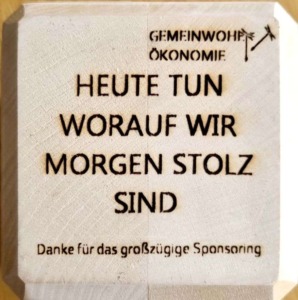 GEMEINWOHL
ÖKONOMIE
HEUTE TUN
WORAUF WIR
MORGEN STOLZ
SIND
Danke für das großzügige Sponsoring